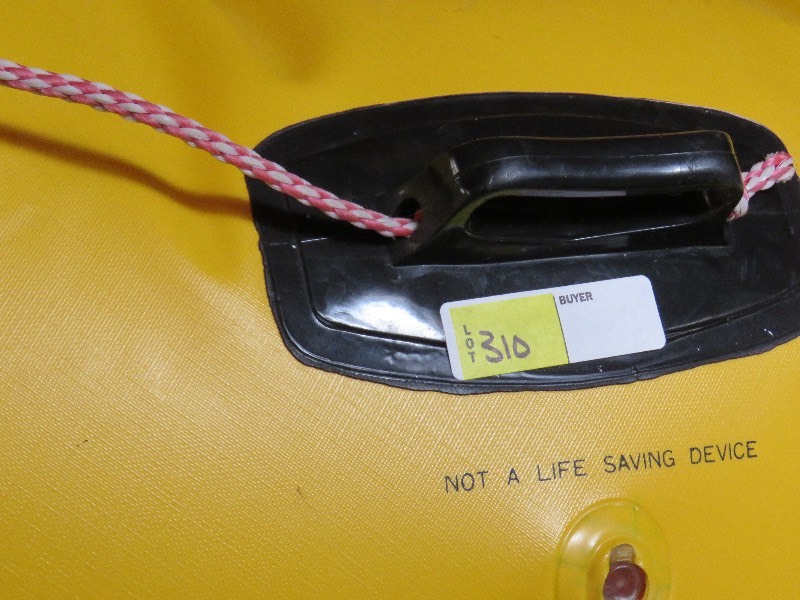 LOT 310 BUYER
NOT A LIFE SAVING DEVICE